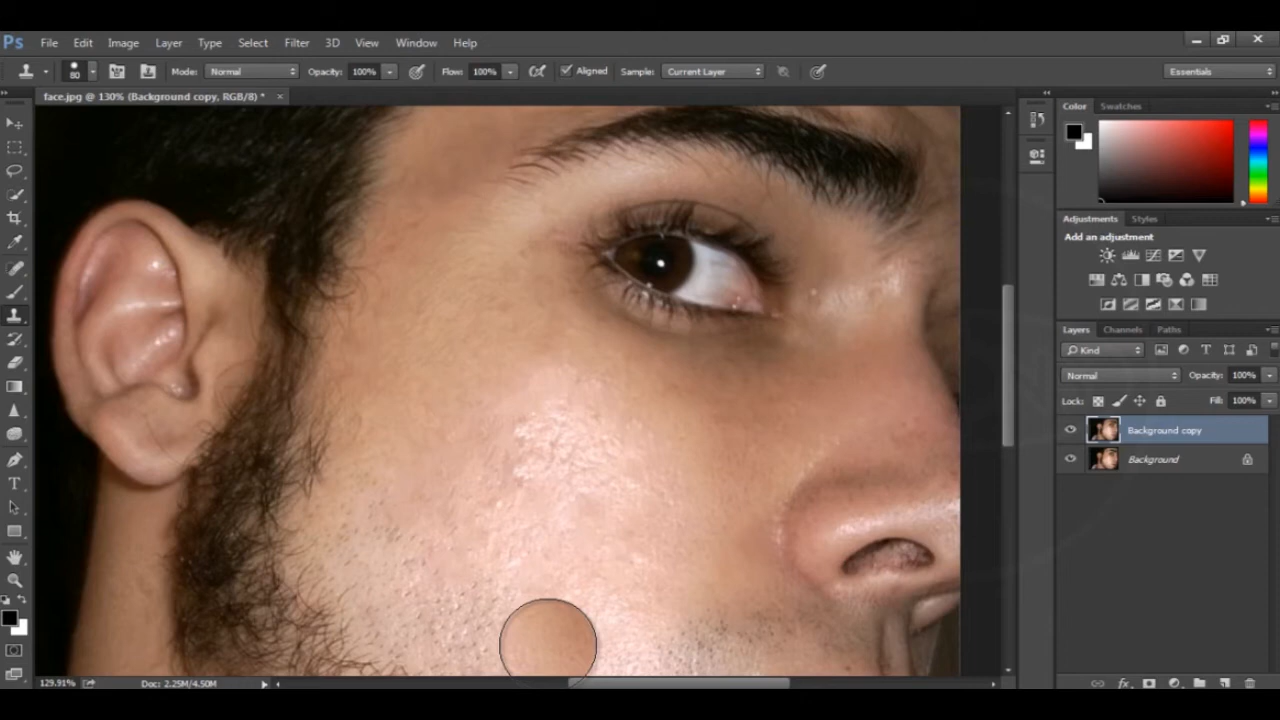 Ps File Edit Image Layer Type Select Filter 3D View Window Help
80 Mode: Normal Opacity: 100% Flow: 100% Aligned Sample: Current Layer Essentials
face.jpg @ 130% (Background copy, RGB/8) * ×
Color Swatches
Adjustments Styles
Add an adjustment
Layers Channels Paths
Kind
Normal Opacity: 100%
Lock: Fill: 100%
Background copy
Background
T
129.91% Doc: 2.25M/4.50M
fx